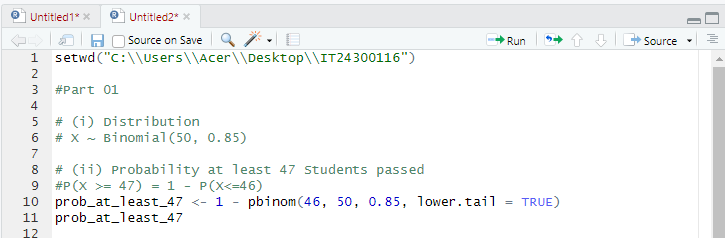 Untitled1* Untitled2*
Source on Save Run Source
1 setwd("C:\\Users\\Acer\\Desktop\\IT24300116")
2
3 #Part 01
4
5 # (i) Distribution
6 # X ~ Binomial(50, 0.85)
7
8 # (ii) Probability at least 47 Students passed
9 #P(X >= 47) = 1 - P(X<=46)
10 prob_at_least_47 <- 1 - pbinom(46, 50, 0.85, lower.tail = TRUE)
11 prob_at_least_47
12